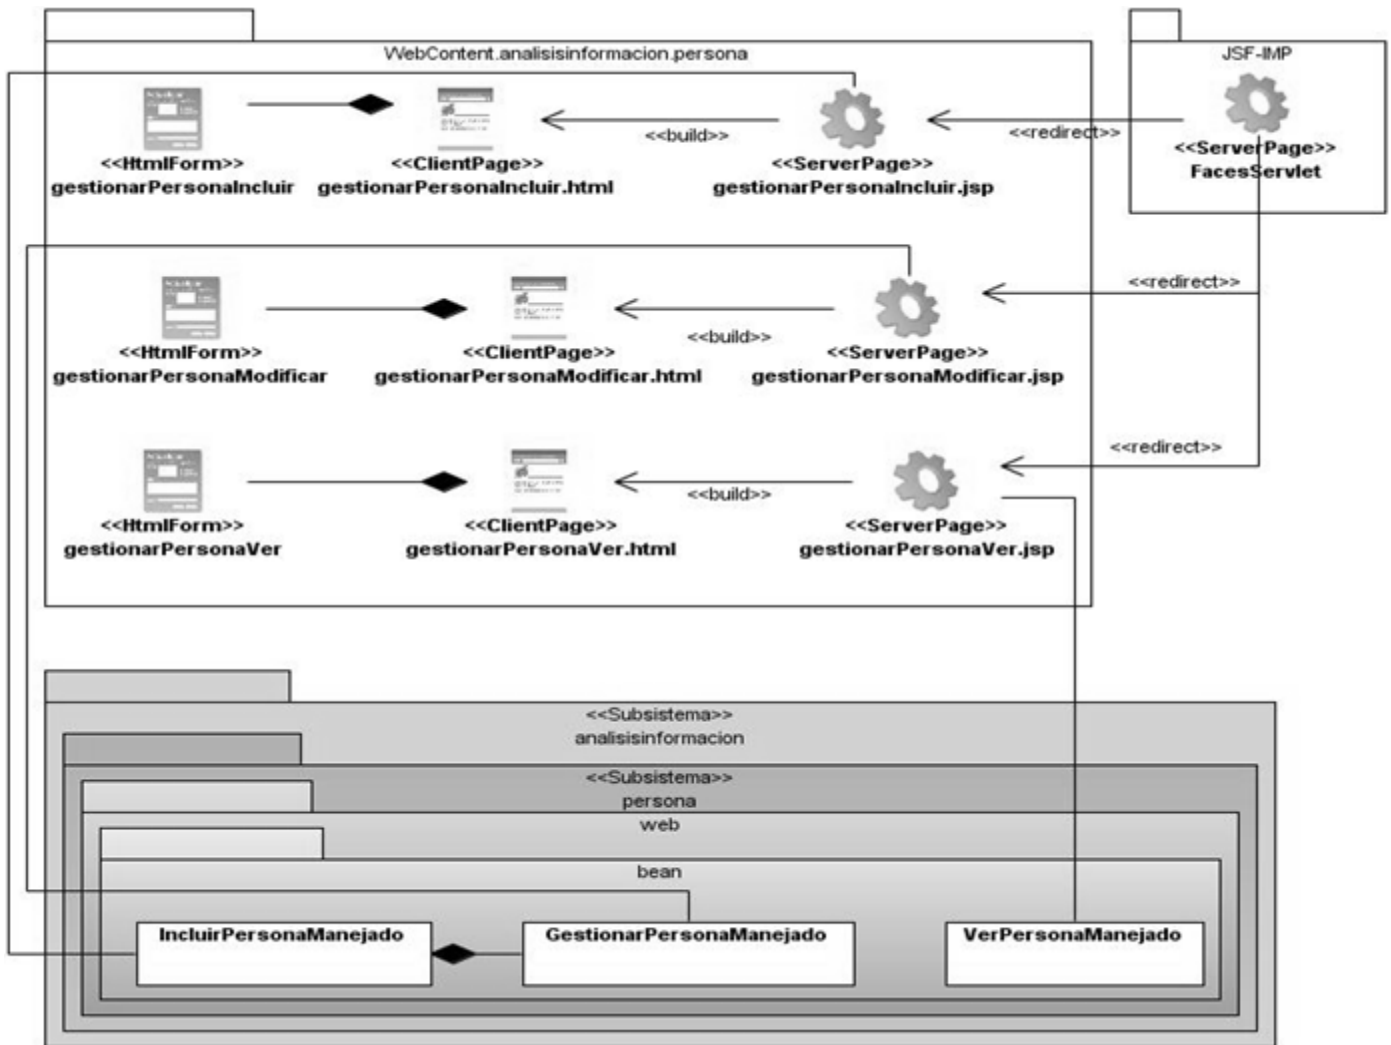 WebContent.analisisinformacion.persona
JSF-IMP
<<build>>
<<redirect>>
<<HtmlForm>>
gestionarPersonaIncluir
<<ClientPage>>
gestionarPersonaIncluir.html
<<ServerPage>>
gestionarPersonaIncluir.jsp
<<ServerPage>>
FacesServlet
<<redirect>>
<<build>>
<<HtmlForm>>
gestionarPersonaModificar
<<ClientPage>>
gestionarPersonaModificar.html
<<ServerPage>>
gestionarPersonaModificar.jsp
<<redirect>>
<<build>>
<<HtmlForm>>
gestionarPersonaVer
<<ClientPage>>
gestionarPersonaVer.html
<<ServerPage>>
gestionarPersonaVer.jsp
<<Subsistema>>
analisisinformacion
<<Subsistema>>
persona
web
bean
IncluirPersonaManejado
GestionarPersonaManejado
VerPersonaManejado